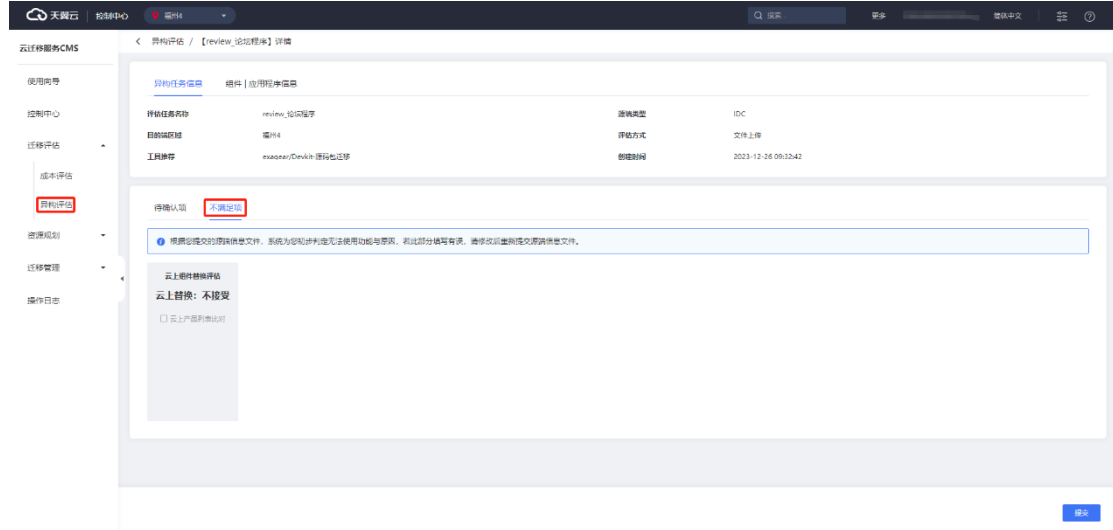 天翼云 控制中心 福州4 搜索... 更多 简体中文
云迁移服务CMS
异构评估 / 【review_论坛程序】详情
使用向导
控制中心
迁移评估
成本评估
异构评估
资源规划
迁移管理
操作日志
异构任务信息 组件 | 应用程序信息
评估任务名称 review_论坛程序 源端类型 IDC
目的端区域 福州4 评估方式 文件上传
工具推荐 exagear/Devkit-源码包迁移 创建时间 2023-12-26 09:32:42
待确认项 不满足项
根据您提交的源端信息文件，系统为您初步判定无法使用功能与原因，若此部分填写有误，请修改后重新提交源端信息文件。
云上组件替换评估
云上替换：不接受
云上产品列表比对
提交